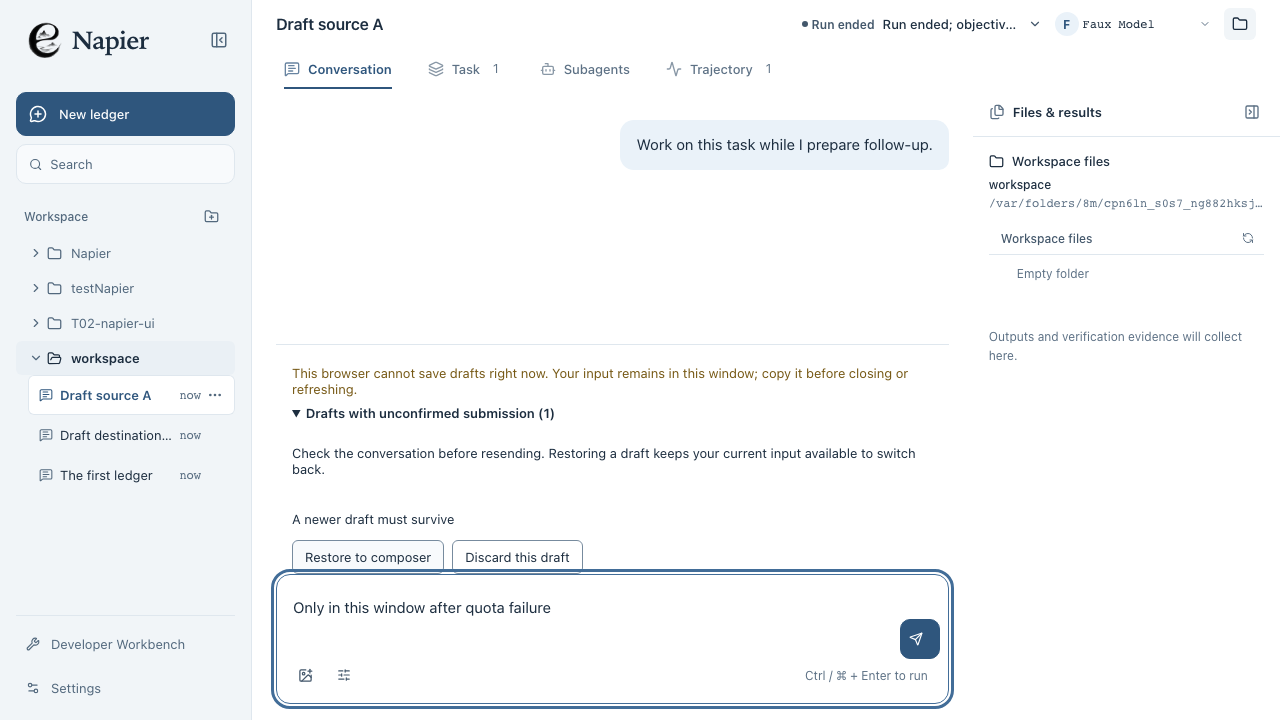 Napier
New ledger
Search
Workspace
Napier
testNapier
T02-napier-ui
workspace
Draft source A now
Draft destination... now
The first ledger now
Developer Workbench
Settings
Draft source A
Run ended Run ended; objectiv...
F Faux Model
Conversation
Task 1
Subagents
Trajectory 1
Work on this task while I prepare follow-up.
This browser cannot save drafts right now. Your input remains in this window; copy it before closing or
refreshing.
Drafts with unconfirmed submission (1)
Check the conversation before resending. Restoring a draft keeps your current input available to switch
back.
A newer draft must survive
Restore to composer
Discard this draft
Only in this window after quota failure
Ctrl / ⌘ + Enter to run
Files & results
Workspace files
workspace
/var/folders/8m/cpn6ln_s0s7_ng882hksj…
Workspace files
Empty folder
Outputs and verification evidence will collect
here.